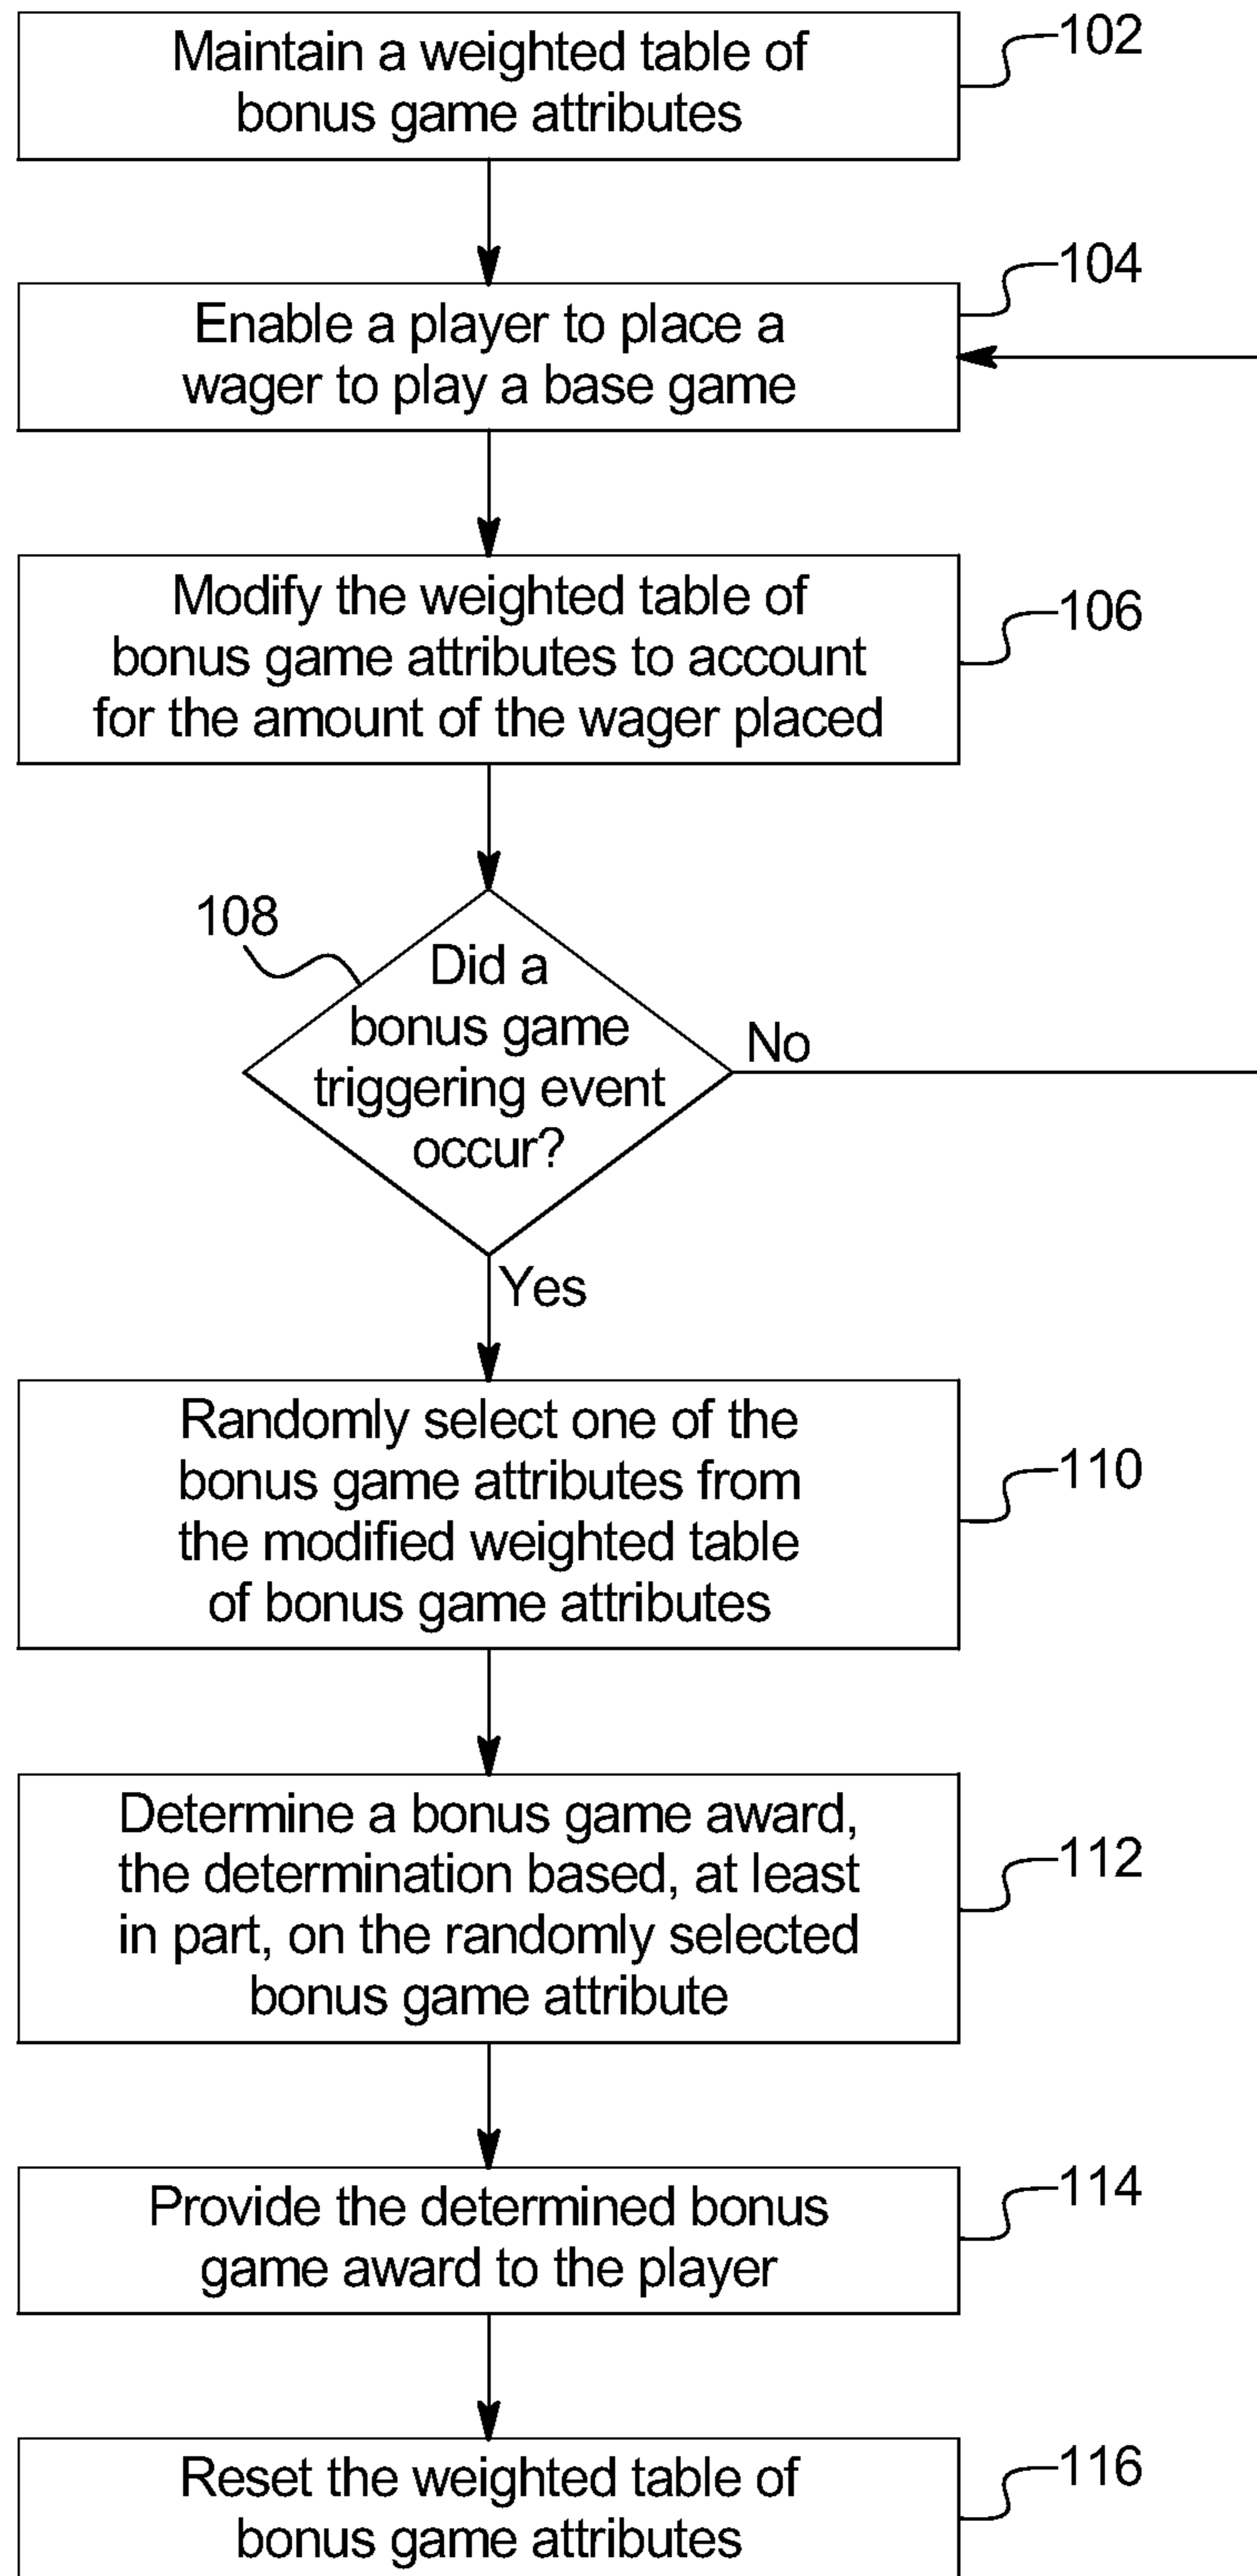 Maintain a weighted table of
bonus game attributes
102
Enable a player to place a
wager to play a base game
104
Modify the weighted table of
bonus game attributes to account
for the amount of the wager placed
106
108
Did a
bonus game
triggering event
occur?
No
Yes
Randomly select one of the
bonus game attributes from
the modified weighted table
of bonus game attributes
110
Determine a bonus game award,
the determination based, at least
in part, on the randomly selected
bonus game attribute
112
Provide the determined bonus
game award to the player
114
Reset the weighted table of
bonus game attributes
116